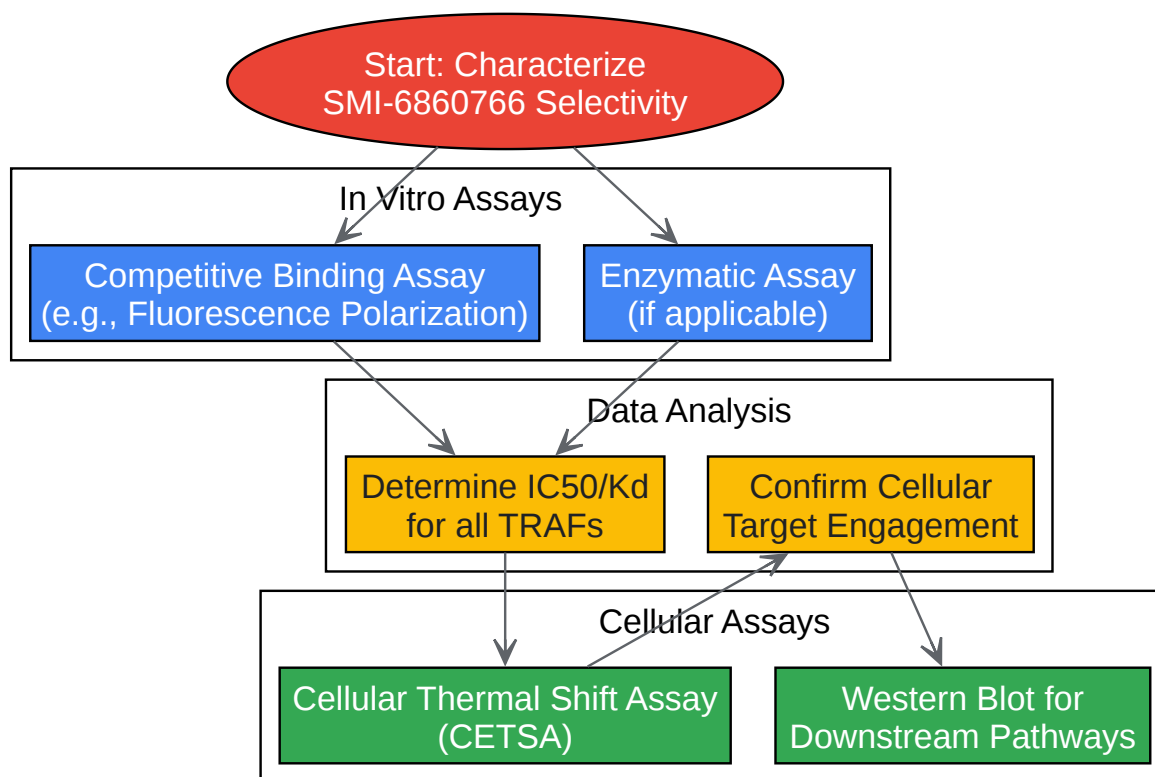 Start: Characterize
SMI-6860766 Selectivity
In Vitro Assays
Competitive Binding Assay
(e.g., Fluorescence Polarization)
Enzymatic Assay
(if applicable)
Data Analysis
Determine IC50/Kd
for all TRAFs
Confirm Cellular
Target Engagement
Cellular Assays
Cellular Thermal Shift Assay
(CETSA)
Western Blot for
Downstream Pathways